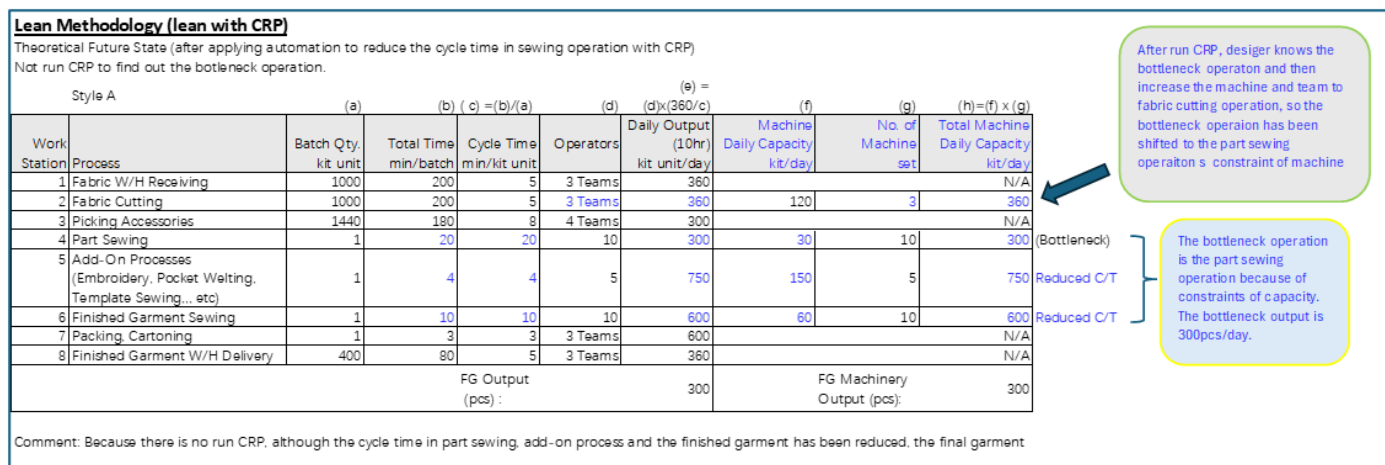 Lean Methodology (lean with CRP)
Theoretical Future State (after applying automation to reduce the cycle time in sewing operation with CRP)
Not run CRP to find out the botleneck operation.
Style A (a) (b) ( c) =(b)/(a) (d) (e) = (d)x(360/c) (f) (g) (h)=(f) x (g)
Work Station Process Batch Qty. kit unit Total Time min/batch Cycle Time min/kit unit Operators Daily Output (10hr) kit unit/day Machine Daily Capacity kit/day No. of Machine set Total Machine Daily Capacity kit/day
1 Fabric W/H Receiving 1000 200 5 3 Teams 360 N/A
2 Fabric Cutting 1000 200 5 3 Teams 360 120 3 360
3 Picking Accessories 1440 180 8 4 Teams 300 N/A
4 Part Sewing 1 20 20 10 300 30 10 300 (Bottleneck)
5 Add-On Processes (Embroidery, Pocket Welting, Template Sewing... etc) 1 4 4 5 750 150 5 750 Reduced C/T
6 Finished Garment Sewing 1 10 10 10 600 60 10 600 Reduced C/T
7 Packing, Cartoning 1 3 3 3 Teams 600 N/A
8 Finished Garment W/H Delivery 400 80 5 3 Teams 360 N/A
FG Output (pcs) : 300 FG Machinery Output (pcs): 300
Comment: Because there is no run CRP, although the cycle time in part sewing, add-on process and the finished garment has been reduced, the final garment
After run CRP, desiger knows the
bottleneck operaton and then
increase the machine and team to
fabric cutting operation, so the
bottleneck operaion has been
shifted to the part sewing
operaiton s constraint of machine
The bottleneck operation
is the part sewing
operation because of
constraints of capacity.
The bottleneck output is
300pcs/day.